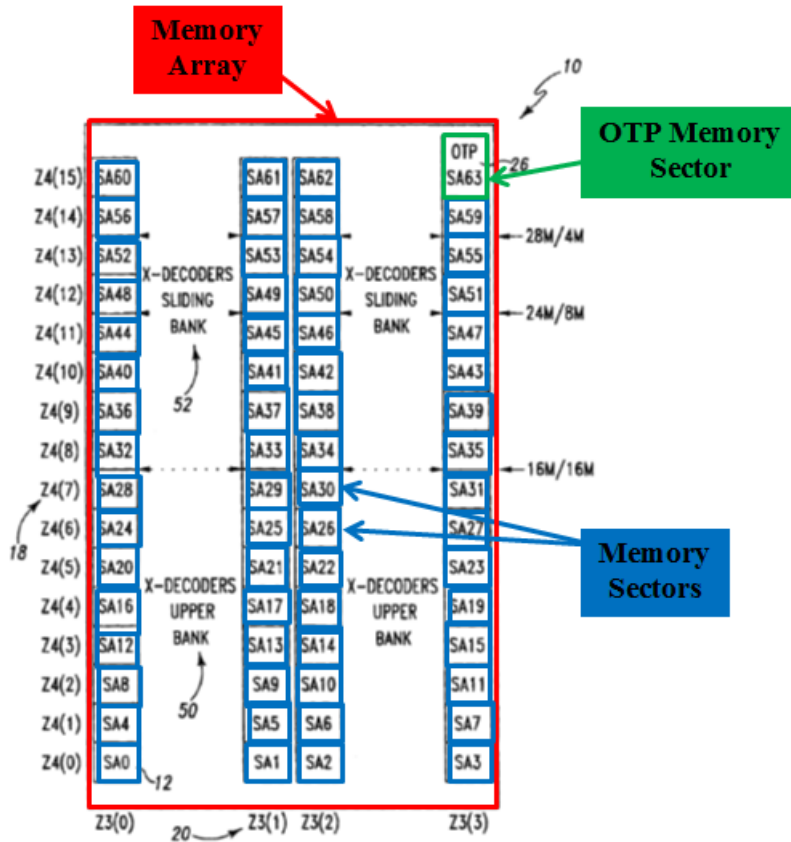 Memory
Array
10
OTP Memory
Sector
OTP
26
Z4(15) SA60 SA61 SA62 SA63
Z4(14) SA56 SA57 SA58 SA59
28M/4M
Z4(13) SA52 SA53 SA54 SA55
X-DECODERS X-DECODERS
Z4(12) SA48 SLIDING SA49 SA50 SLIDING SA51
24M/8M
BANK BANK
Z4(11) SA44 SA45 SA46 SA47
Z4(10) SA40 SA41 SA42 SA43
52
Z4(9) SA36 SA37 SA38 SA39
Z4(8) SA32 SA33 SA34 SA35
16M/16M
Z4(7) SA28 SA29 SA30 SA31
18
Z4(6) SA24 SA25 SA26 SA27
Memory
Sectors
Z4(5) SA20 SA21 SA22 SA23
X-DECODERS X-DECODERS
Z4(4) SA16 UPPER SA17 SA18 UPPER SA19
BANK BANK
Z4(3) SA12 SA13 SA14 SA15
Z4(2) SA8 SA9 SA10 SA11
50
Z4(1) SA4 SA5 SA6 SA7
Z4(0) SA0 SA1 SA2 SA3
12
Z3(0) 20 Z3(1) Z3(2) Z3(3)